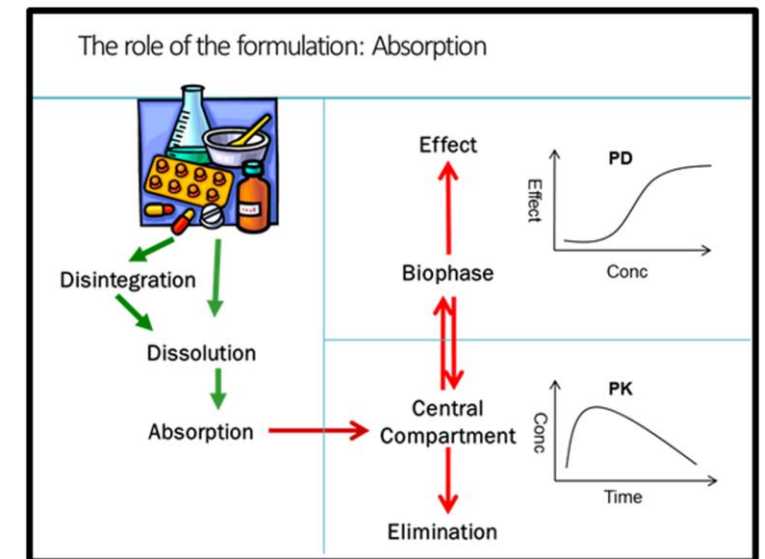 The role of the formulation: Absorption
Disintegration
Dissolution
Absorption
Effect
Biophase
Central
Compartment
Elimination
PD
Effect
Conc
PK
Conc
Time